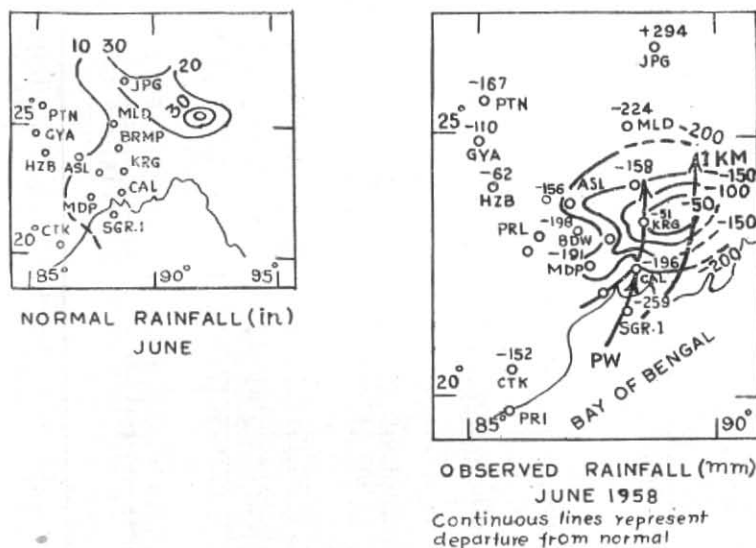 10 30
20
JPG
30
25° PTN
MLD
GYA
BRMP
HZB ASL
KRG
CAL
MDP
SGR.I
CTK
20°
85° 90° 95°
NORMAL RAINFALL (in)
JUNE
+294
JPG
-167
PTN
25°
-110
GYA
-224
MLD
-200
-62
HZB
-158
1 KM
-150
-156
ASL
-100
-50
-51
KRG
-198
PRL
BDW
-150
-191
MDP
-196
CAL
-200
-259
SGR.I
PW
-152
CTK
20°
BAY OF BENGAL
PRI
85° 90°
OBSERVED RAINFALL (mm)
JUNE 1958
Continuous lines represent
departure from normal